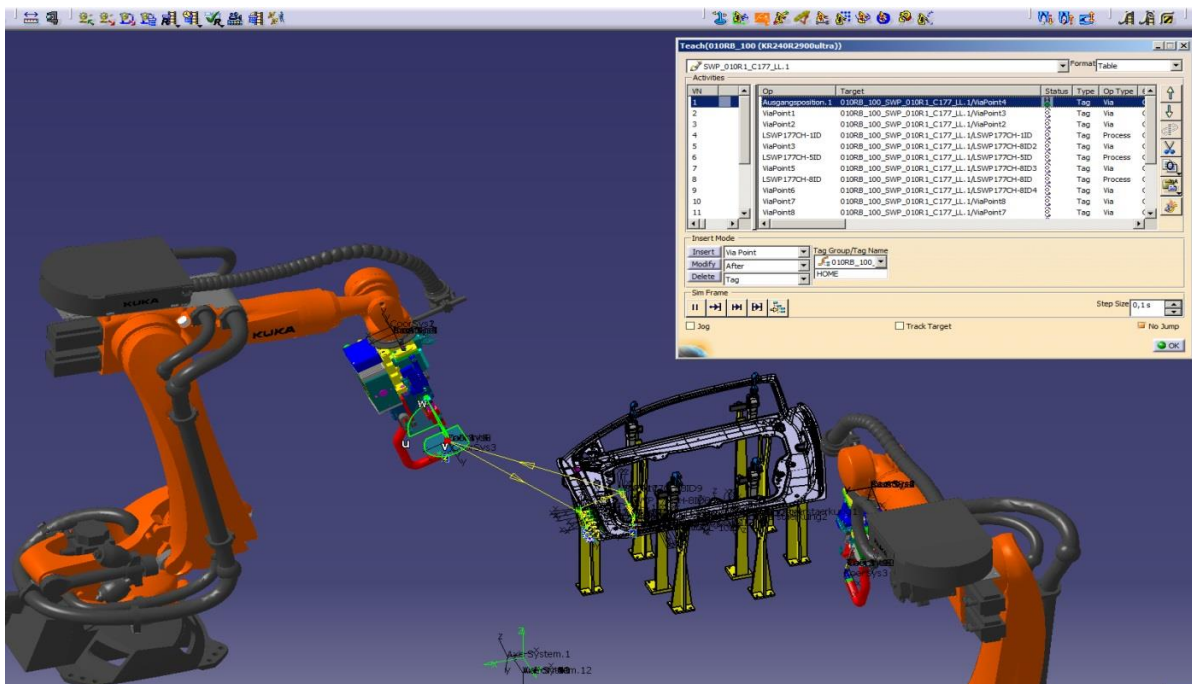 Teach(010RB_100 (KR240R2900ultra))
SWP_010R1_C177_LL.1
Format Table
Activities
VN Op Target Status Type Op Type
1 Ausgangsposition.1 010RB_100_SWP_010R1_C177_LL.1/ViaPoint4 Tag Via
2 ViaPoint1 010RB_100_SWP_010R1_C177_LL.1/ViaPoint3 Tag Via
3 ViaPoint2 010RB_100_SWP_010R1_C177_LL.1/ViaPoint2 Tag Via
4 LSWP177CH-1ID 010RB_100_SWP_010R1_C177_LL.1/LSWP177CH-1ID Tag Process
5 ViaPoint3 010RB_100_SWP_010R1_C177_LL.1/LSWP177CH-8ID2 Tag Via
6 LSWP177CH-5ID 010RB_100_SWP_010R1_C177_LL.1/LSWP177CH-5ID Tag Process
7 ViaPoint5 010RB_100_SWP_010R1_C177_LL.1/LSWP177CH-8ID3 Tag Via
8 LSWP177CH-8ID 010RB_100_SWP_010R1_C177_LL.1/LSWP177CH-8ID Tag Process
9 ViaPoint6 010RB_100_SWP_010R1_C177_LL.1/LSWP177CH-8ID4 Tag Via
10 ViaPoint7 010RB_100_SWP_010R1_C177_LL.1/ViaPoint8 Tag Via
11 ViaPoint8 010RB_100_SWP_010R1_C177_LL.1/ViaPoint7 Tag Via
Insert Mode
Insert Via Point Tag Group/Tag Name
Modify After 010RB_100_
Delete Tag HOME
Sim Frame
Step Size 0,1 s
Jog Track Target No Jump
OK
KUKA
KUKA
w
u
v
z
Axe-System.1